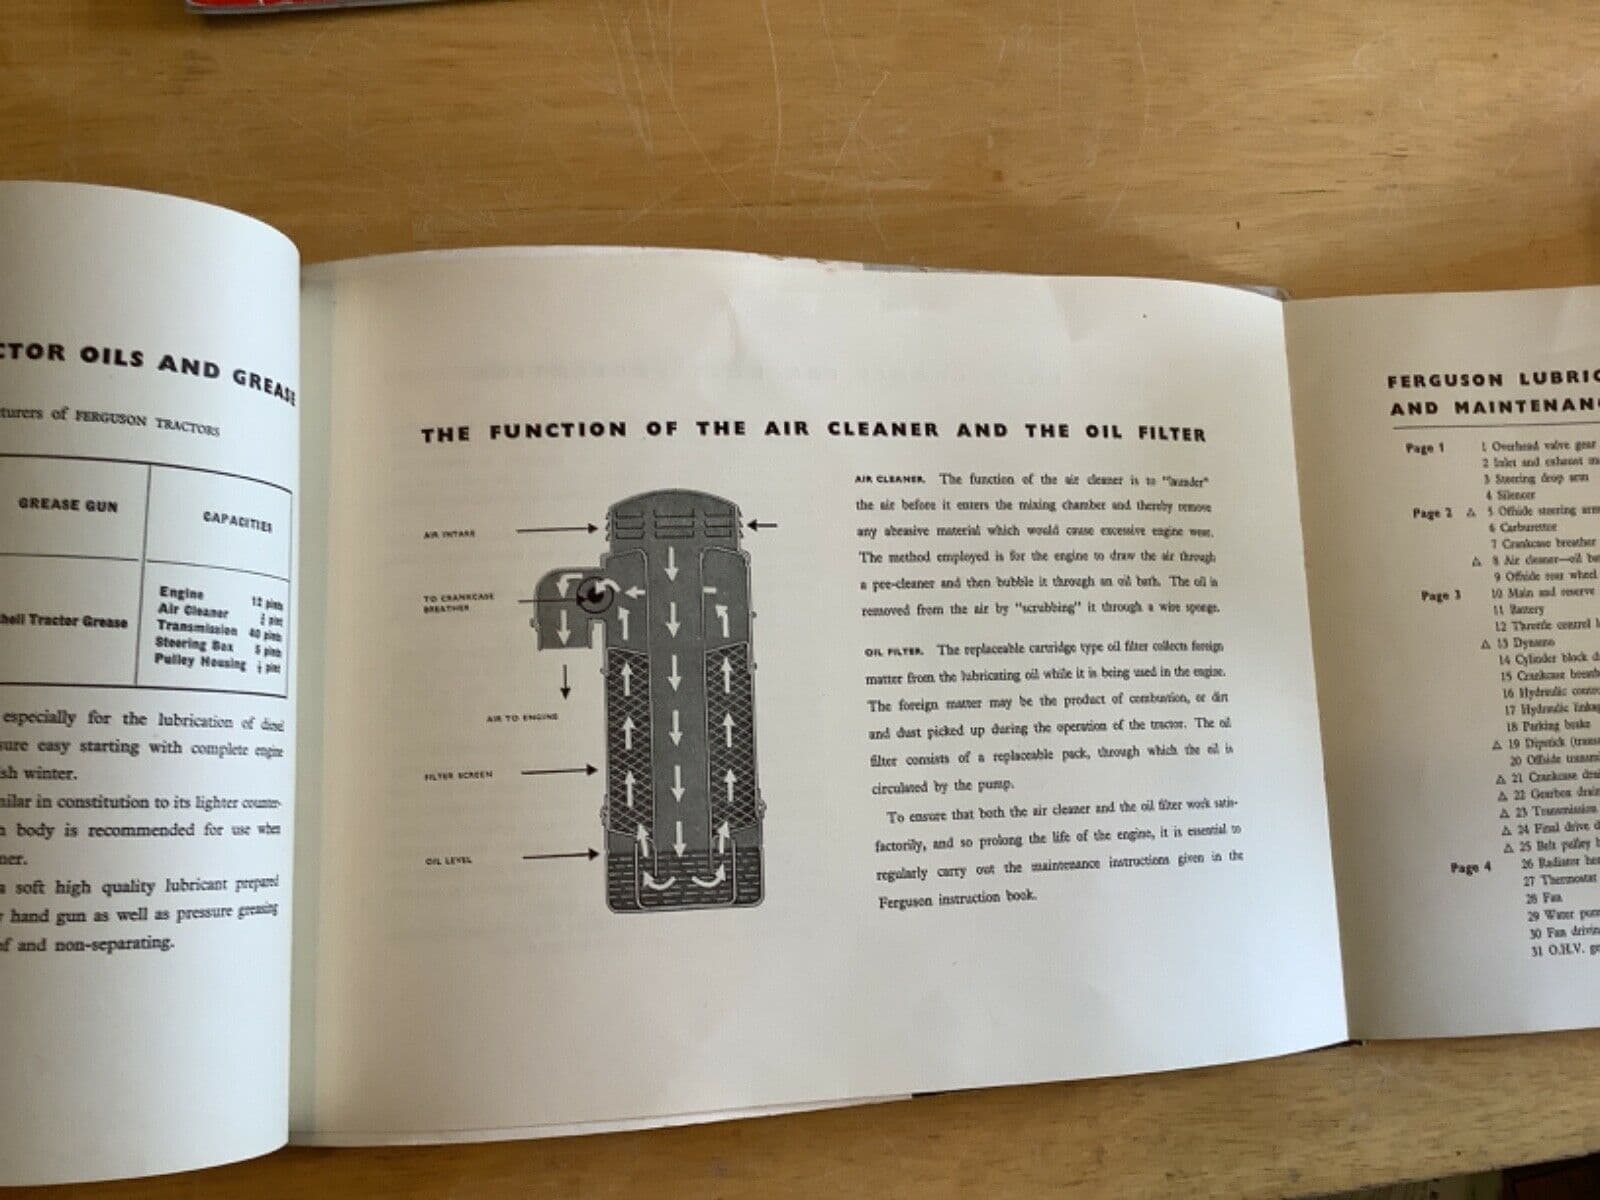 CTOR OILS AND GREASE
turers of FERGUSON TRACTORS
GREASE GUN
CAPACITIES
hell Tractor Grease
Engine 12 pints
Air Cleaner pint
Transmission 40 pints
Steering Box 5 pints
Pulley Housing pint
especially for the lubrication of diesel
sure easy starting with complete engine
sh winter.
milar in constitution to its lighter counter-
body is recommended for use when
ner.
a soft high quality lubricant prepared
r hand gun as well as pressure greasing
of and non-separating.
THE FUNCTION OF THE AIR CLEANER AND THE OIL FILTER
AIR INTAKE
TO CRANKCASE
BREATHER
AIR TO ENGINE
FILTER SCREEN
OIL LEVEL
AIR CLEANER. The function of the air cleaner is to "launder"
the air before it enters the mixing chamber and thereby remove
any abrasive material which would cause excessive engine wear.
The method employed is for the engine to draw the air through
a pre-cleaner and then bubble it through an oil bath. The oil is
removed from the air by "scrubbing" it through a wire sponge.
OIL FILTER. The replaceable cartridge type oil filter collects foreign
matter from the lubricating oil while it is being used in the engine.
The foreign matter may be the product of combustion, or dirt
and dust picked up during the operation of the tractor. The oil
filter consists of a replaceable pack, through which the oil is
circulated by the pump.
To ensure that both the air cleaner and the oil filter work satis-
factorily, and so prolong the life of the engine, it is essential to
regularly carry out the maintenance instructions given in the
Ferguson instruction book.
FERGUSON LUBRIC
AND MAINTENAN
Page 1 1 Overhead valve gear
2 Inlet and exhaust
3 Steering drop arm
4 Silencer
Page 2 △ 5 Offside steering arm
6 Carburettor
7 Crankcase breather
△ 8 Air cleaner—oil
9 Offside rear wheel
Page 3 10 Main and reserve
11 Battery
12 Throttle control
△ 13 Dynamo
14 Cylinder block
15 Crankcase
16 Hydraulic
17 Hydraulic
18 Parking brake
△ 19 Dipstick
20 Offside
△ 21 Crankcase
△ 22 Gearbox
△ 23 Transmission
△ 24 Final drive
△ 25 Belt pulley
Page 4 26 Radiator
27 Thermostat
28 Fan
29 Water
30 Fan
31 O.H.V.